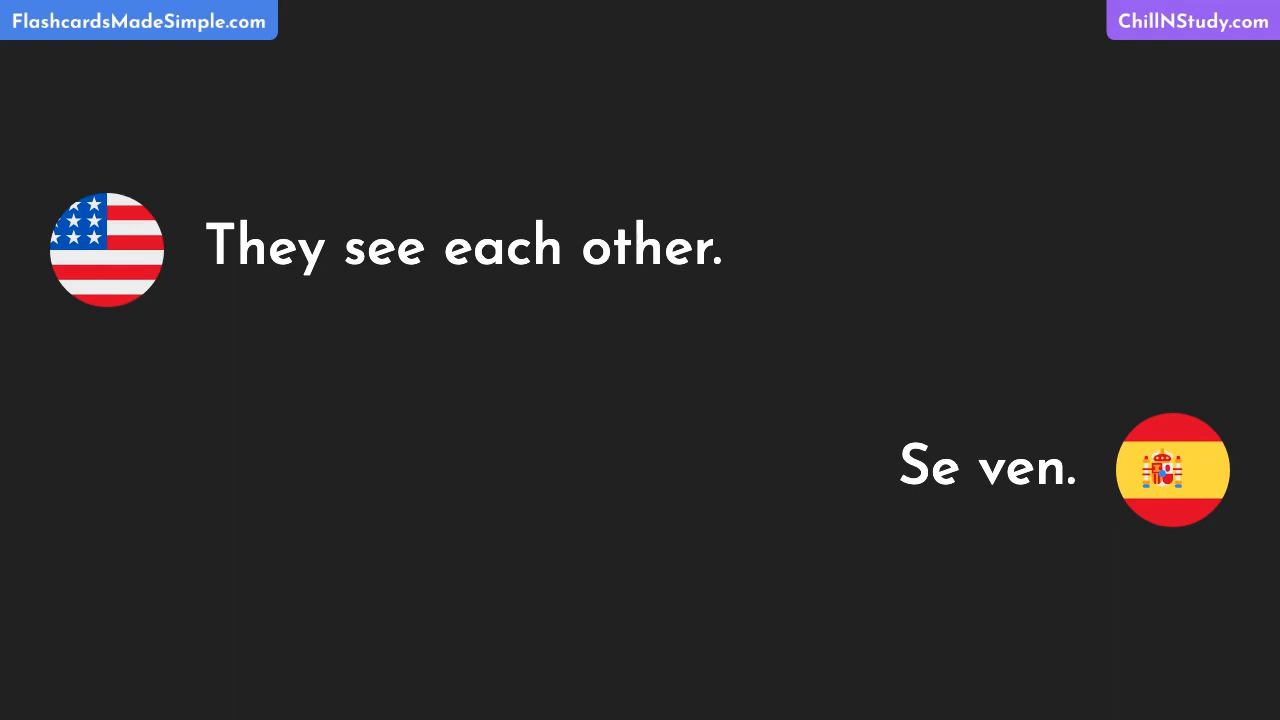 FlashcardsMadeSimple.com
ChillNStudy.com
They see each other.
Se ven.